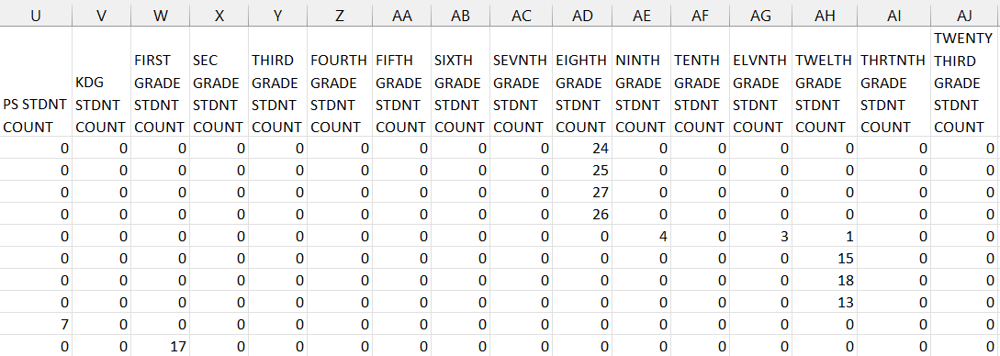 U V W X Y Z AA AB AC AD AE AF AG AH AI AJ
TWENTY
FIRST SEC THIRD FOURTH FIFTH SIXTH SEVNTH EIGHTH NINTH TENTH ELVNTH TWELTH THRTNTH THIRD
KDG GRADE GRADE GRADE GRADE GRADE GRADE GRADE GRADE GRADE GRADE GRADE GRADE GRADE GRADE
PS STDNT STDNT STDNT STDNT STDNT STDNT STDNT STDNT STDNT STDNT STDNT STDNT STDNT STDNT STDNT STDNT
COUNT COUNT COUNT COUNT COUNT COUNT COUNT COUNT COUNT COUNT COUNT COUNT COUNT COUNT COUNT COUNT
0 0 0 0 0 0 0 0 0 24 0 0 0 0 0 0
0 0 0 0 0 0 0 0 0 25 0 0 0 0 0 0
0 0 0 0 0 0 0 0 0 27 0 0 0 0 0 0
0 0 0 0 0 0 0 0 0 26 0 0 0 0 0 0
0 0 0 0 0 0 0 0 0 0 4 0 3 1 0 0
0 0 0 0 0 0 0 0 0 0 0 0 0 15 0 0
0 0 0 0 0 0 0 0 0 0 0 0 0 18 0 0
0 0 0 0 0 0 0 0 0 0 0 0 0 13 0 0
7 0 0 0 0 0 0 0 0 0 0 0 0 0 0 0
0 0 17 0 0 0 0 0 0 0 0 0 0 0 0 0